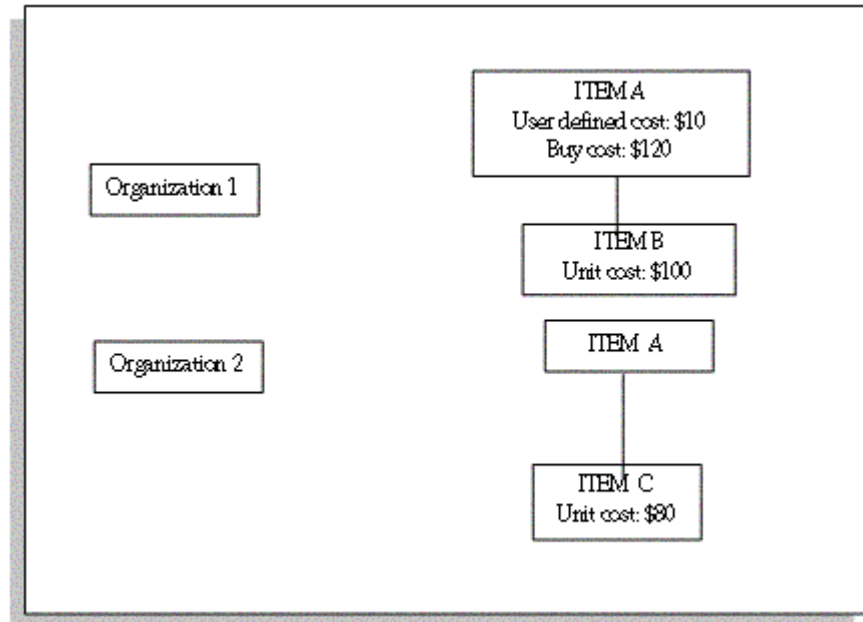 ITEM A
User defined cost: $10
Buy cost: $120
Organization 1
ITEM B
Unit cost: $100
ITEM A
Organization 2
ITEM C
Unit cost: $80